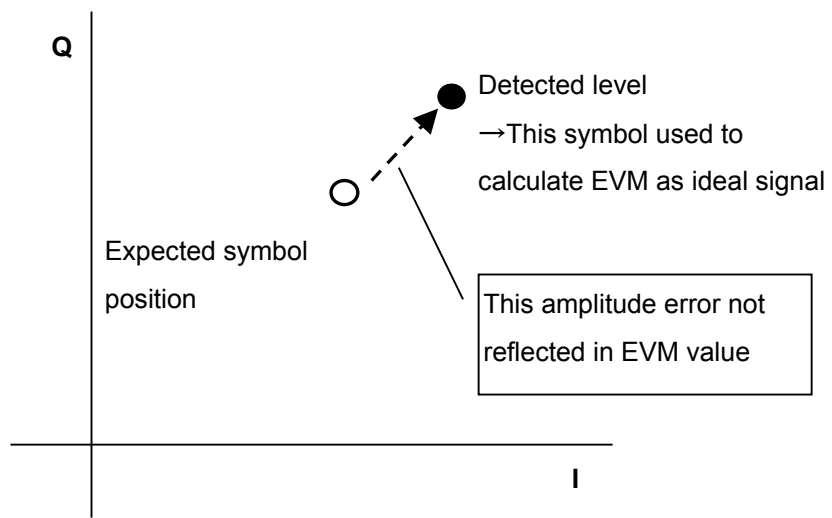 Q
Detected level
→This symbol used to
calculate EVM as ideal signal
Expected symbol
position
This amplitude error not
reflected in EVM value
I